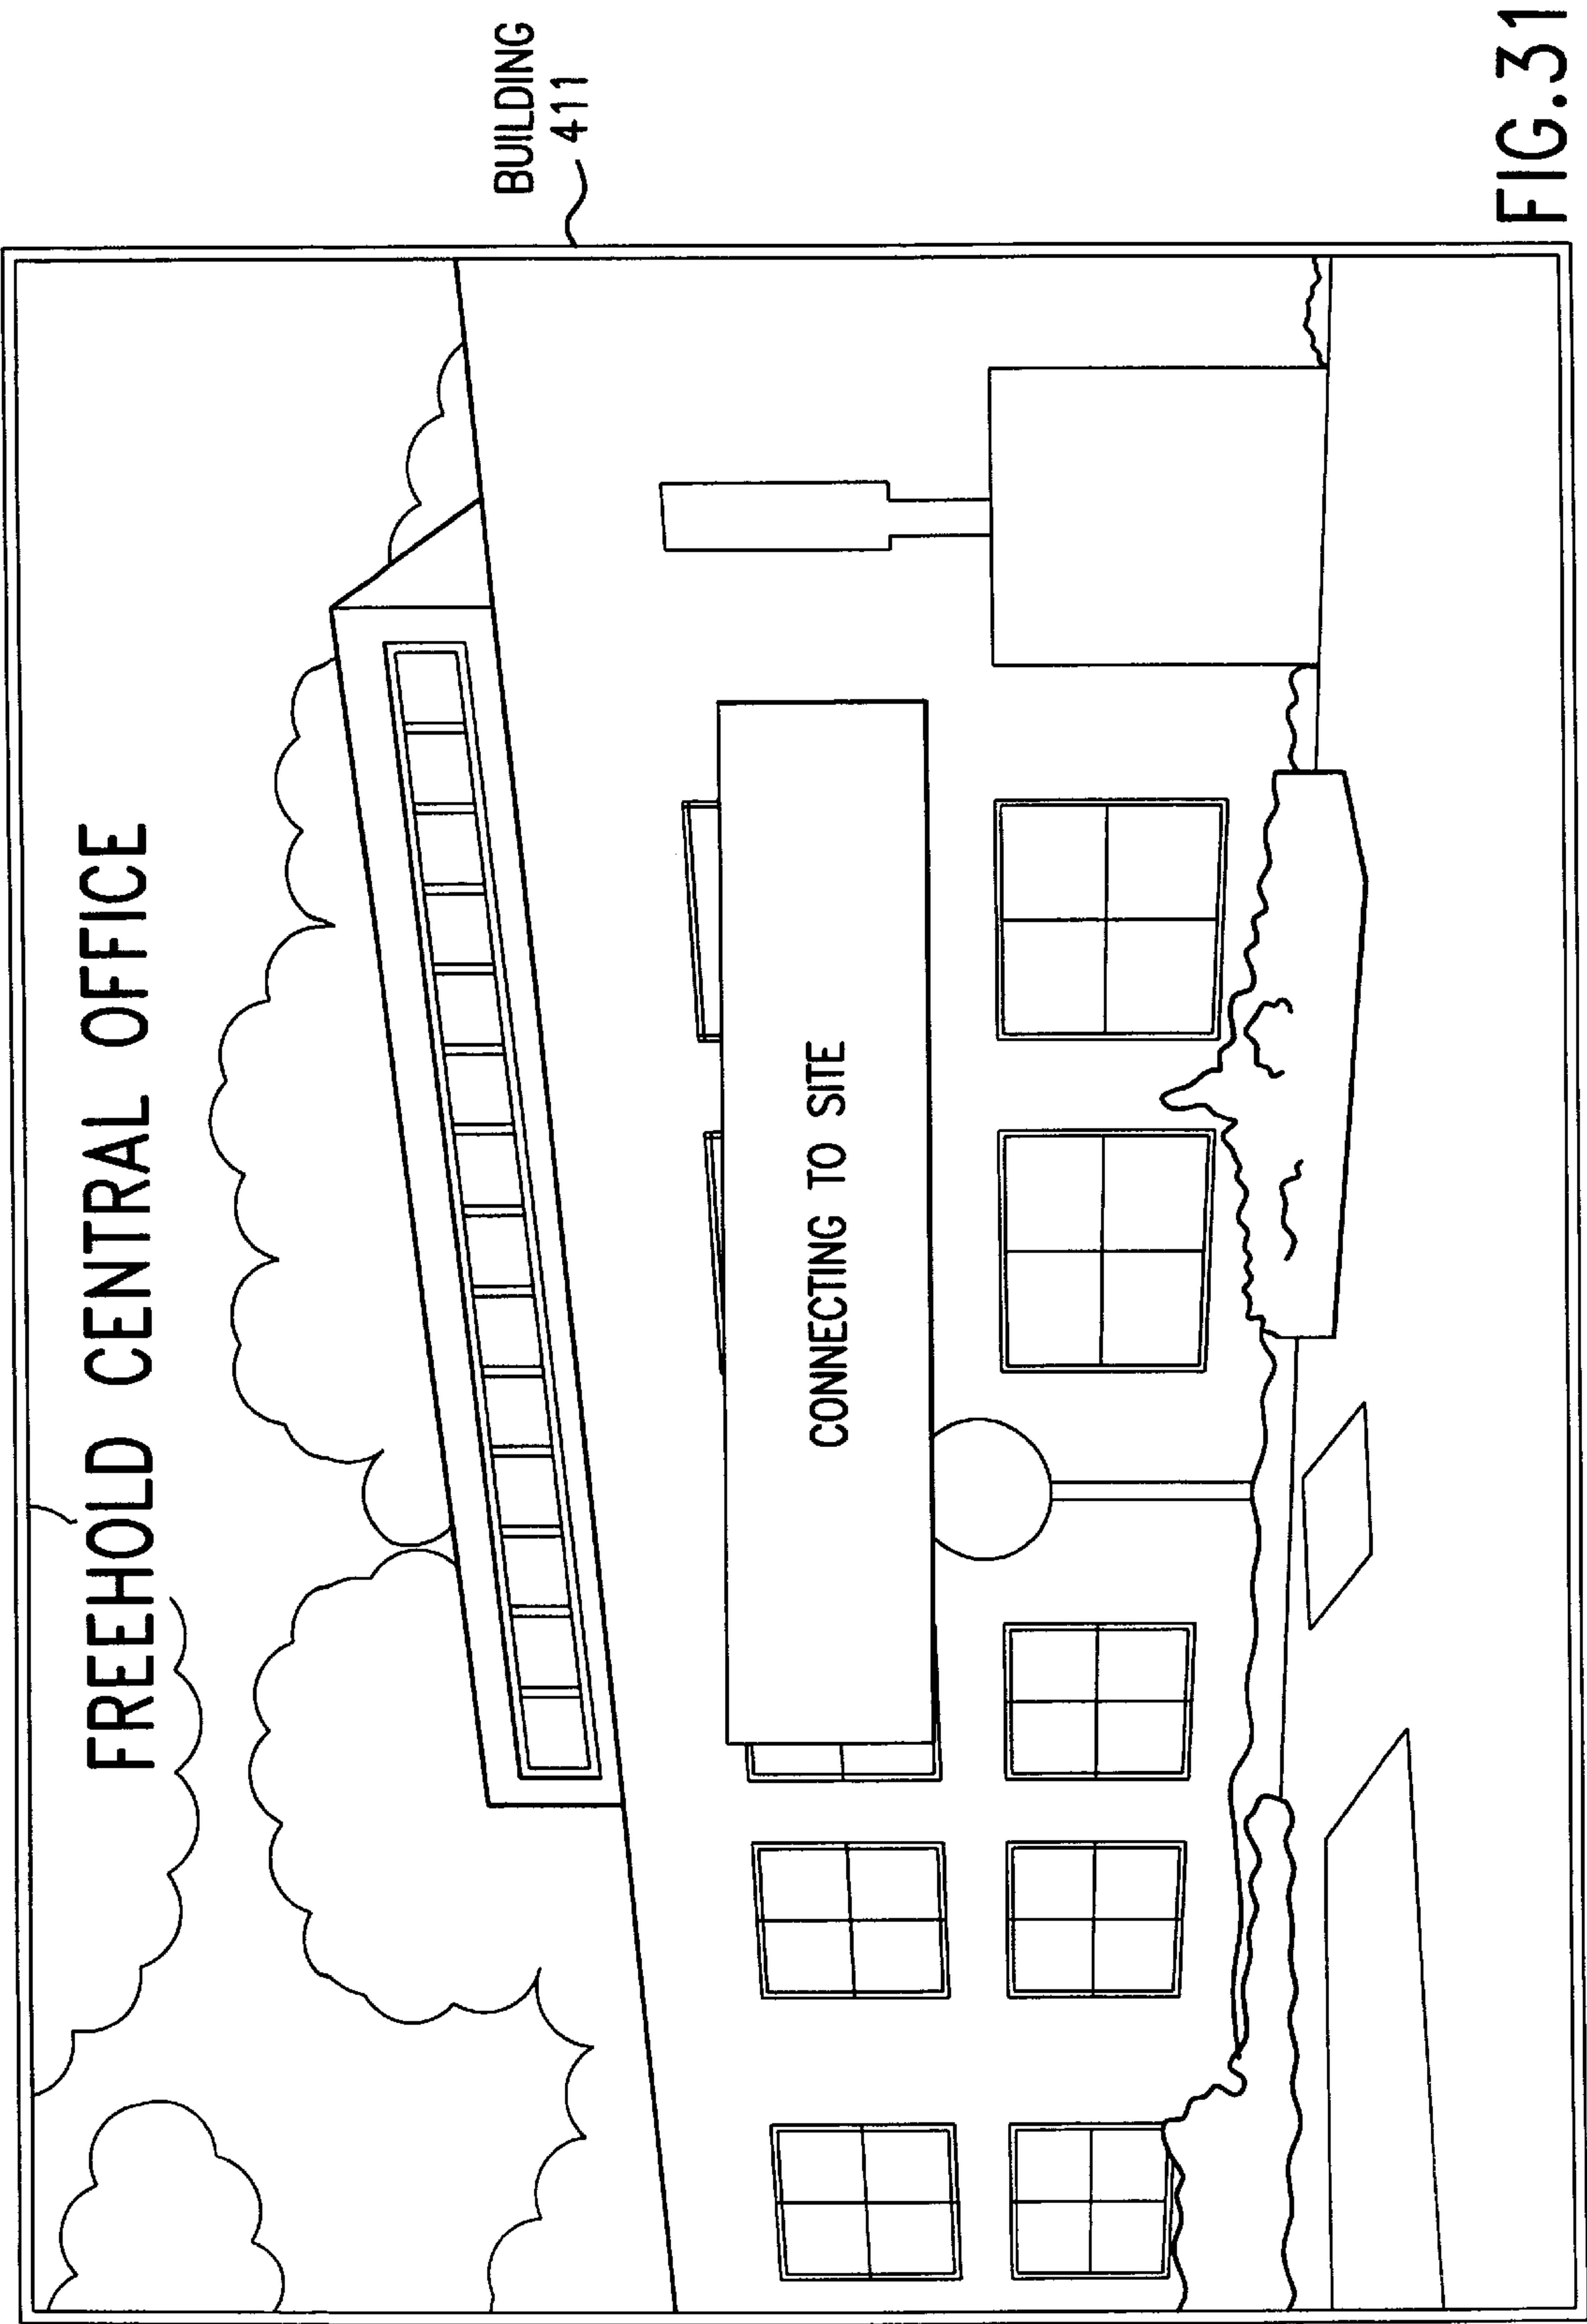 FREEHOLD CENTRAL OFFICE
BUILDING
411
CONNECTING TO SITE
FIG.31